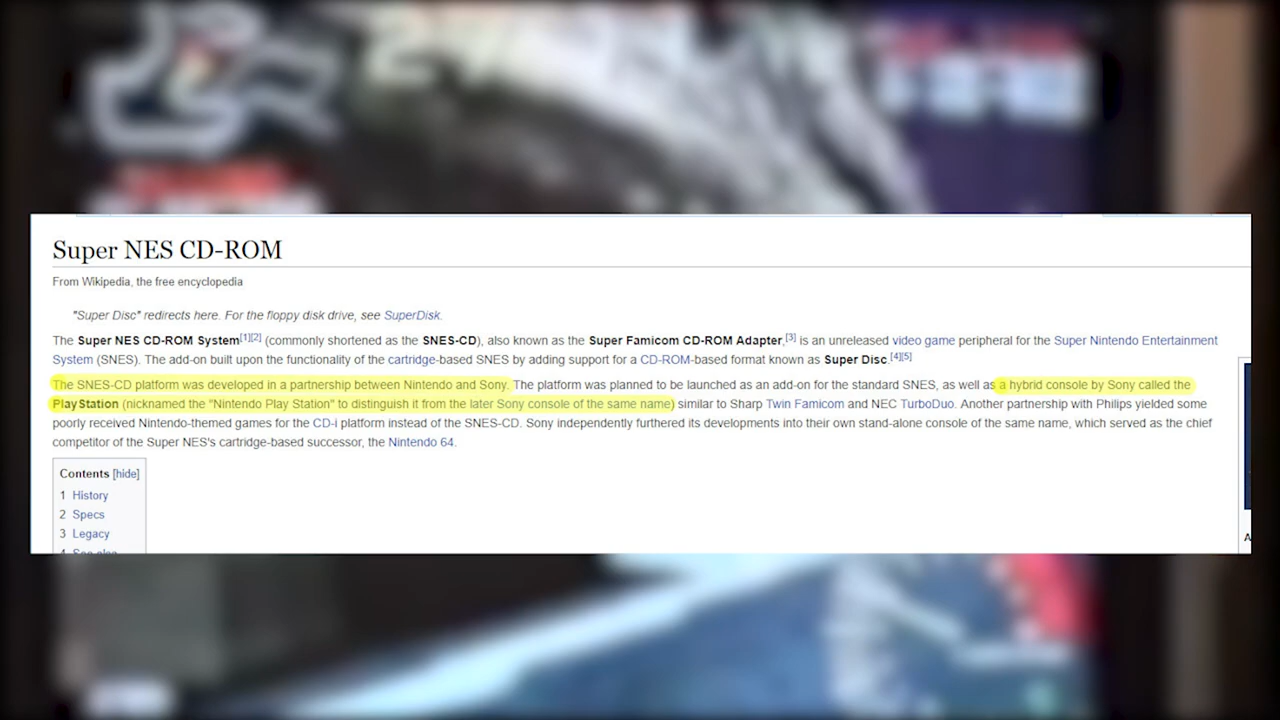 Super NES CD-ROM
From Wikipedia, the free encyclopedia
"Super Disc" redirects here. For the floppy disk drive, see SuperDisk.
The Super NES CD-ROM System[1][2] (commonly shortened as the SNES-CD), also known as the Super Famicom CD-ROM Adapter,[3] is an unreleased video game peripheral for the Super Nintendo Entertainment
System (SNES). The add-on built upon the functionality of the cartridge-based SNES by adding support for a CD-ROM-based format known as Super Disc.[4][5]
The SNES-CD platform was developed in a partnership between Nintendo and Sony. The platform was planned to be launched as an add-on for the standard SNES, as well as a hybrid console by Sony called the
PlayStation (nicknamed the "Nintendo Play Station" to distinguish it from the later Sony console of the same name) similar to Sharp Twin Famicom and NEC TurboDuo. Another partnership with Philips yielded some
poorly received Nintendo-themed games for the CD-i platform instead of the SNES-CD. Sony independently furthered its developments into their own stand-alone console of the same name, which served as the chief
competitor of the Super NES's cartridge-based successor, the Nintendo 64.
Contents [hide]
1 History
2 Specs
3 Legacy
4 See also
A